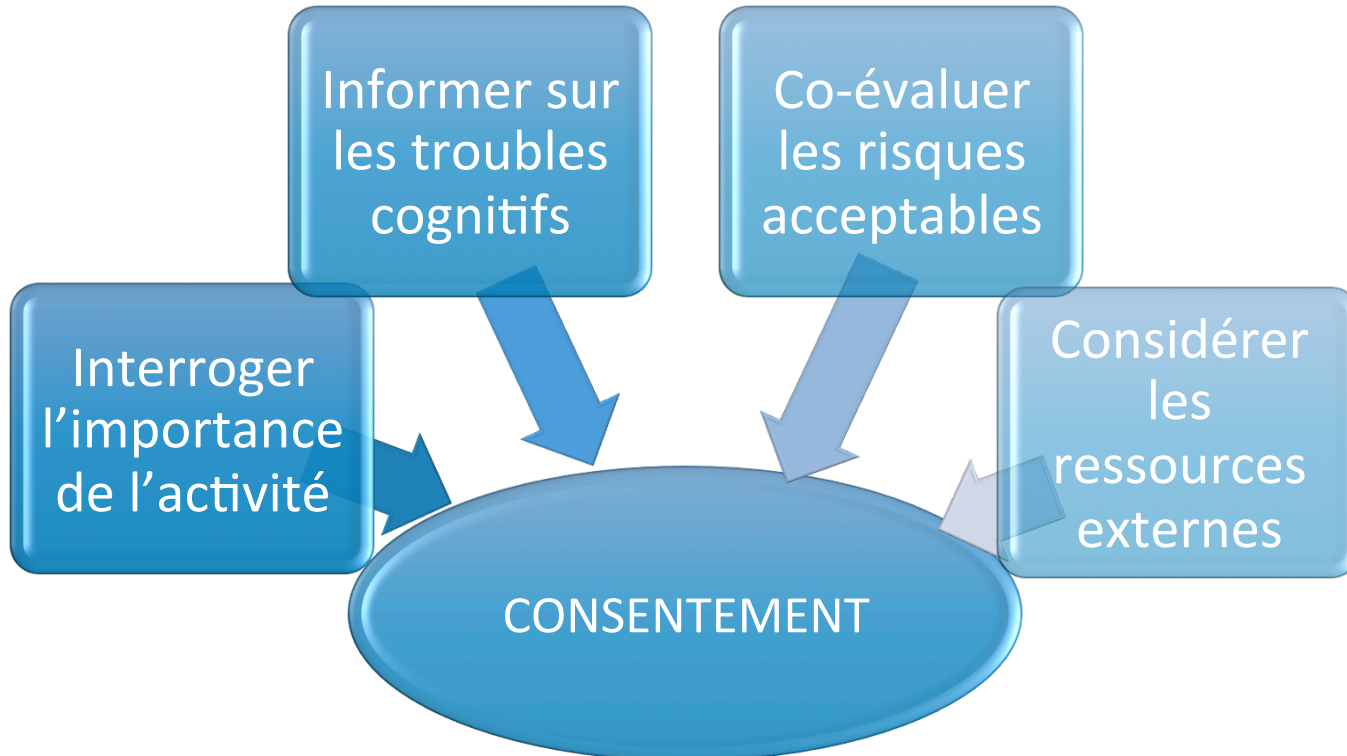 Informer sur
les troubles
cognitifs
Co-évaluer
les risques
acceptables
Interroger
l’importance
de l’activité
Considérer
les
ressources
externes
CONSENTEMENT